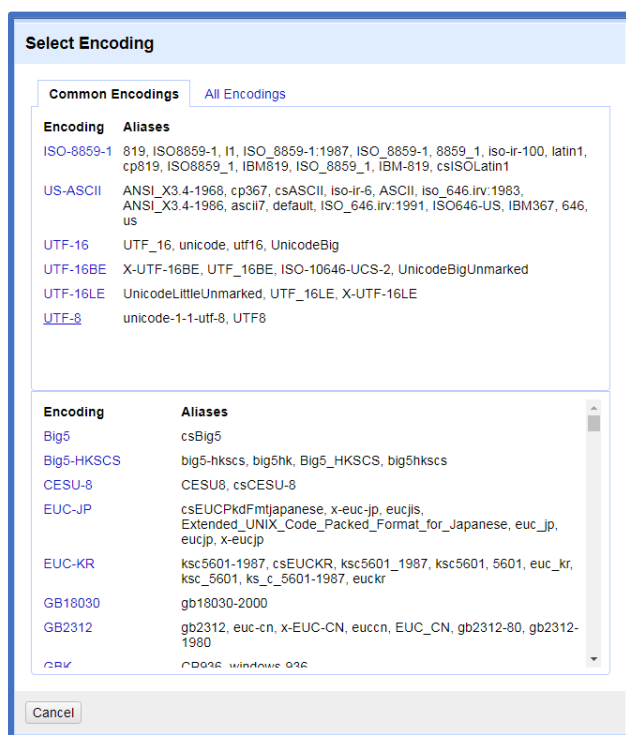 Select Encoding
Common Encodings All Encodings
Encoding Aliases
ISO-8859-1 819, ISO8859-1, l1, ISO_8859-1:1987, ISO_8859-1, 8859_1, iso-ir-100, latin1,
cp819, ISO8859_1, IBM819, ISO_8859_1, IBM-819, csISOLatin1
US-ASCII ANSI_X3.4-1968, cp367, csASCII, iso-ir-6, ASCII, iso_646.irv:1983,
ANSI_X3.4-1986, ascii7, default, ISO_646.irv:1991, ISO646-US, IBM367, 646,
us
UTF-16 UTF_16, unicode, utf16, UnicodeBig
UTF-16BE X-UTF-16BE, UTF_16BE, ISO-10646-UCS-2, UnicodeBigUnmarked
UTF-16LE UnicodeLittleUnmarked, UTF_16LE, X-UTF-16LE
UTF-8 unicode-1-1-utf-8, UTF8
Encoding Aliases
Big5 csBig5
Big5-HKSCS big5-hkscs, big5hk, Big5_HKSCS, big5hkscs
CESU-8 CESU8, csCESU-8
EUC-JP csEUCPkdFmtjapanese, x-euc-jp, eucjis,
Extended_UNIX_Code_Packed_Format_for_Japanese, euc_jp,
eucjp, x-eucjp
EUC-KR ksc5601-1987, csEUCKR, ksc5601_1987, ksc5601, 5601, euc_kr,
ksc_5601, ks_c_5601-1987, euckr
GB18030 gb18030-2000
GB2312 gb2312, euc-cn, x-EUC-CN, euccn, EUC_CN, gb2312-80, gb2312-
1980
GBK CP936, windows-936
Cancel